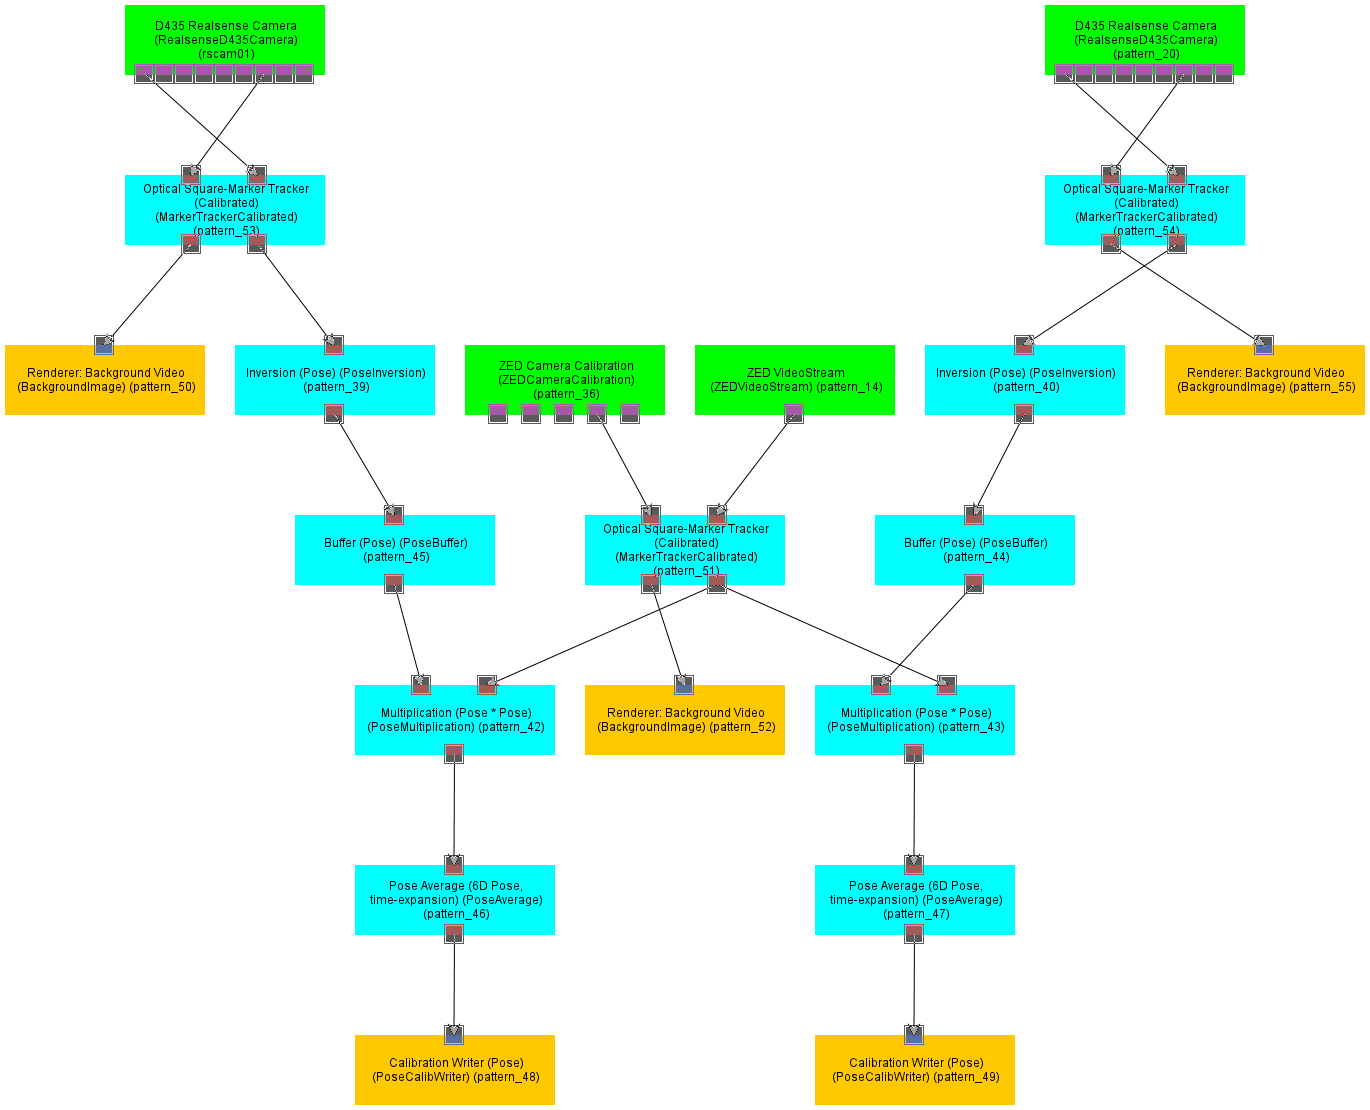 D435 Realsense Camera
(RealsenseD435Camera)
(rscam01)
D435 Realsense Camera
(RealsenseD435Camera)
(pattern_20)
Optical Square-Marker Tracker
(Calibrated)
(MarkerTrackerCalibrated)
(pattern_53)
Optical Square-Marker Tracker
(Calibrated)
(MarkerTrackerCalibrated)
(pattern_54)
Renderer: Background Video
(BackgroundImage) (pattern_50)
Inversion (Pose) (PoseInversion)
(pattern_39)
ZED Camera Calibration
(ZEDCameraCalibration)
(pattern_36)
ZED VideoStream
(ZEDVideoStream) (pattern_14)
Inversion (Pose) (PoseInversion)
(pattern_40)
Renderer: Background Video
(BackgroundImage) (pattern_55)
Buffer (Pose) (PoseBuffer)
(pattern_45)
Optical Square-Marker Tracker
(Calibrated)
(MarkerTrackerCalibrated)
(pattern_51)
Buffer (Pose) (PoseBuffer)
(pattern_44)
Multiplication (Pose * Pose)
(PoseMultiplication) (pattern_42)
Renderer: Background Video
(BackgroundImage) (pattern_52)
Multiplication (Pose * Pose)
(PoseMultiplication) (pattern_43)
Pose Average (6D Pose,
time-expansion) (PoseAverage)
(pattern_46)
Pose Average (6D Pose,
time-expansion) (PoseAverage)
(pattern_47)
Calibration Writer (Pose)
(PoseCalibWriter) (pattern_48)
Calibration Writer (Pose)
(PoseCalibWriter) (pattern_49)